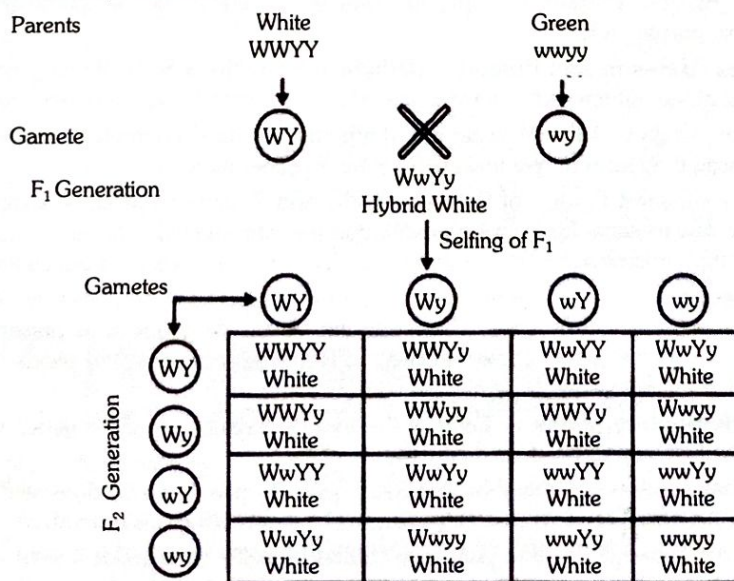 Parents
White
WWYY
Green
wwyy
Gamete
WY
wy
F₁ Generation
WwYy
Hybrid White
Selfing of F₁
Gametes
WY
Wy
wY
wy
F₂ Generation
WY
WWYY
White
WWYy
White
WwYY
White
WwYy
White
Wy
WWYy
White
WWyy
White
WWYy
White
Wwyy
White
wY
WwYY
White
WwYy
White
wwYY
White
wwYy
White
wy
WwYy
White
Wwyy
White
wwYy
White
wwyy
White